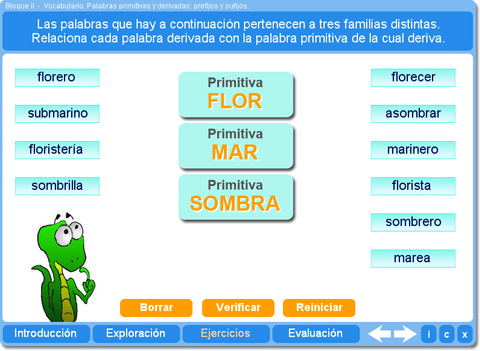 Bloque II - Vocabulario. Palabras primitivas y derivadas: prefijos y sufijos.
Las palabras que hay a continuación pertenecen a tres familias distintas.
Relaciona cada palabra derivada con la palabra primitiva de la cual deriva.
florero
submarino
floristería
sombrilla
Primitiva
FLOR
Primitiva
MAR
Primitiva
SOMBRA
florecer
asombrar
marinero
florista
sombrero
marea
Borrar Verificar Reiniciar
Introducción Exploración Ejercicios Evaluación i c x